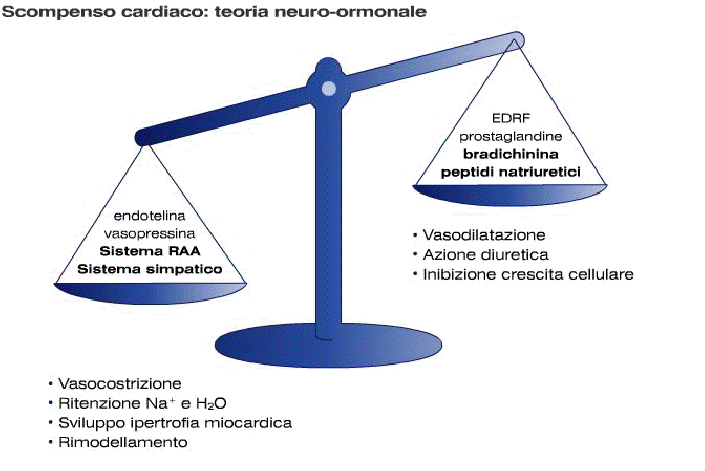 Scompenso cardiaco: teoria neuro-ormonale
EDRF
prostaglandine
bradichinina
peptidi natriuretici
• Vasodilatazione
• Azione diuretica
• Inibizione crescita cellulare
endotelina
vasopressina
Sistema RAA
Sistema simpatico
• Vasocostrizione
• Ritenzione Na⁺ e H₂O
• Sviluppo ipertrofia miocardica
• Rimodellamento